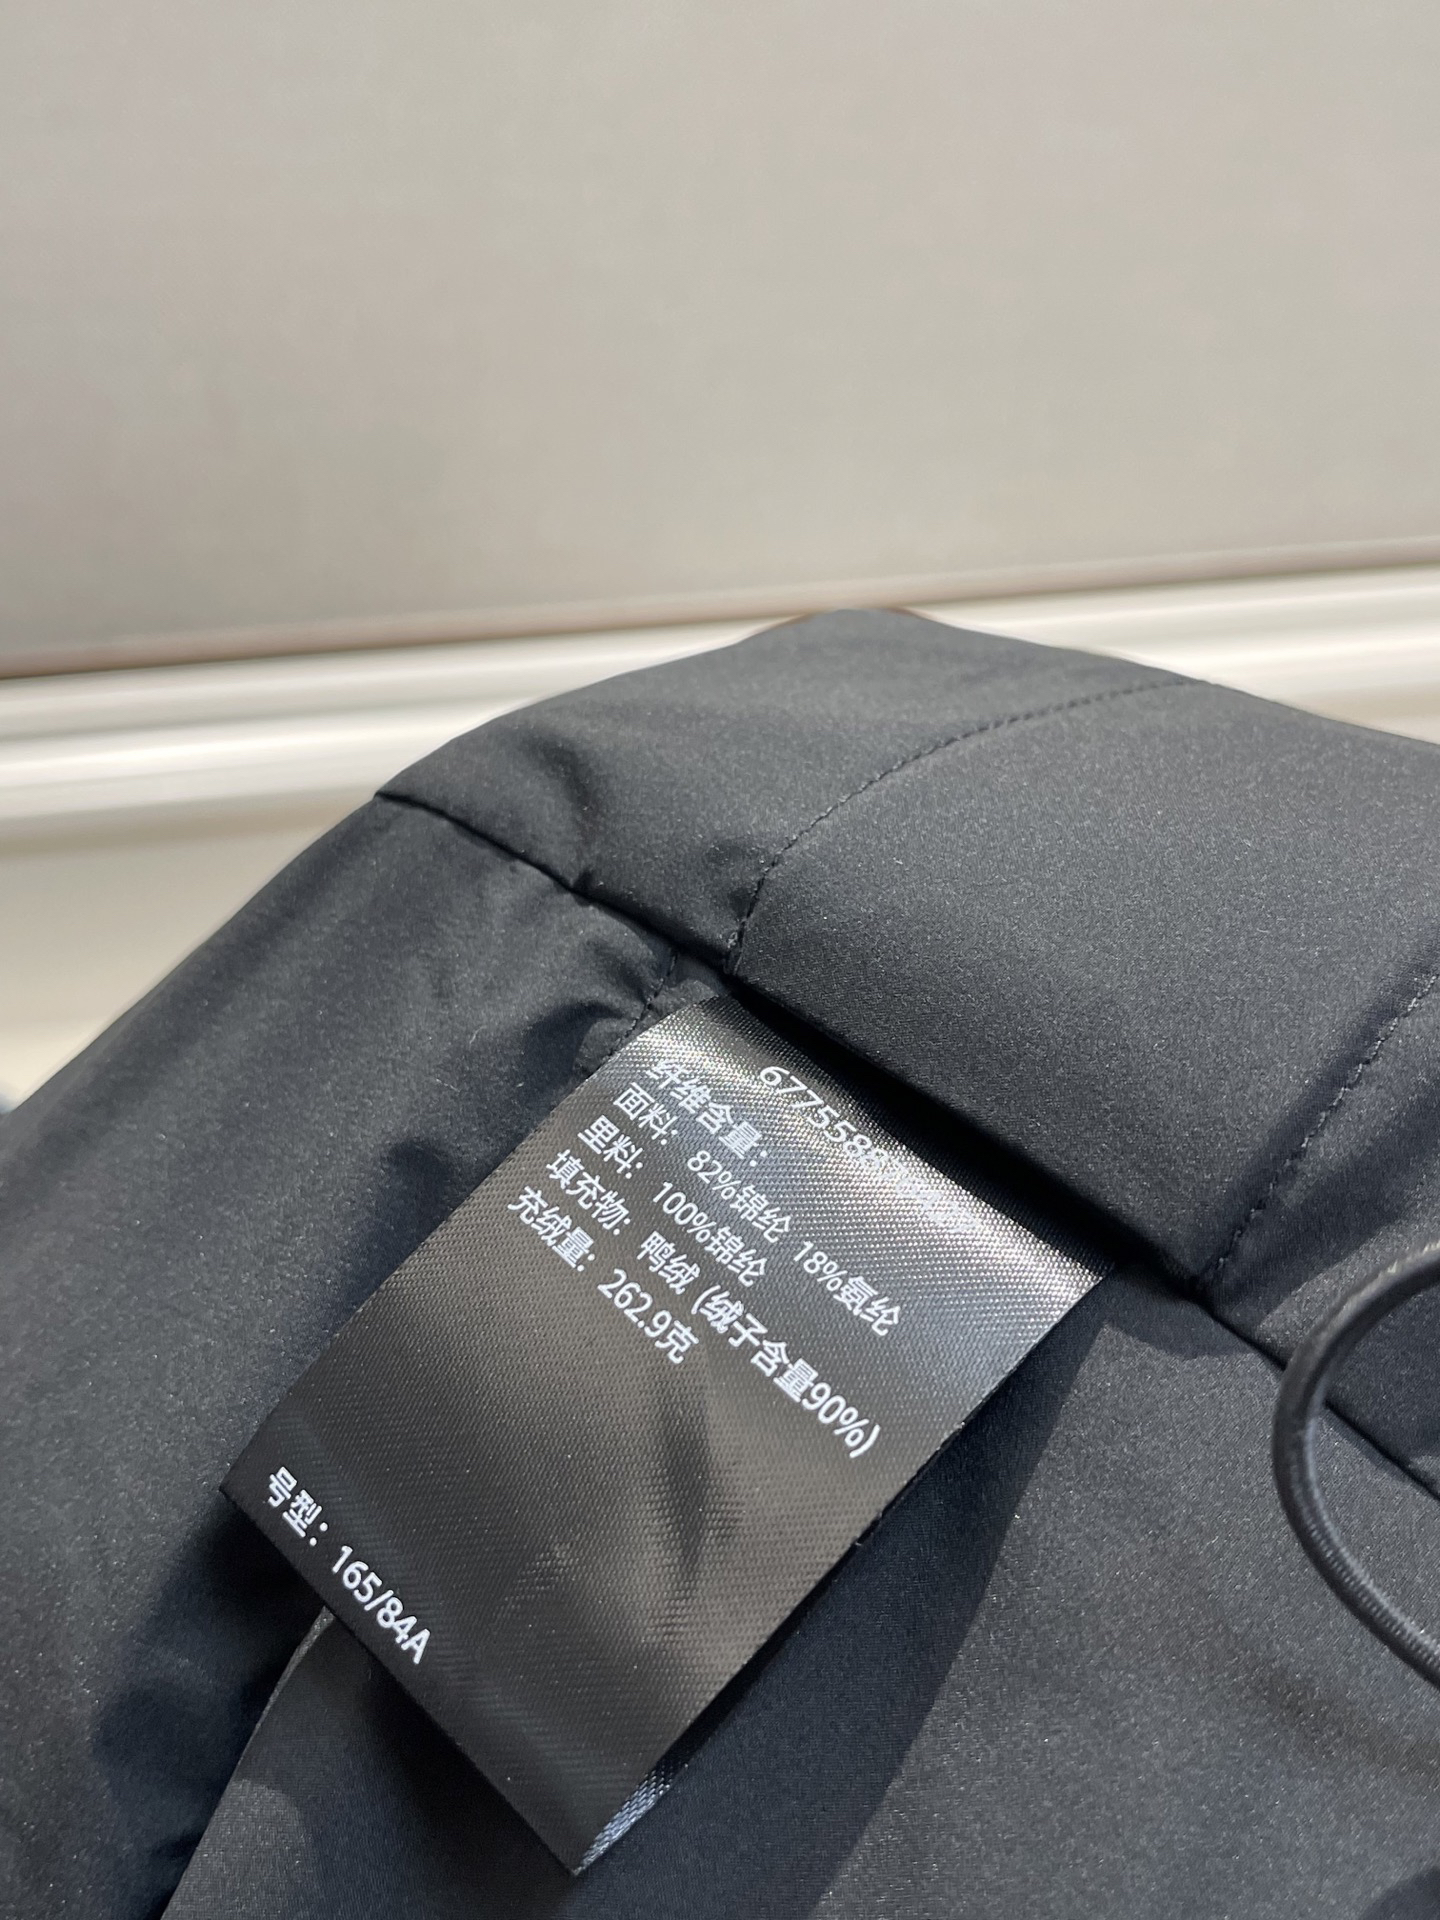 纤维含量：
面料：82%锦纶 18%氨纶
里料：100%锦纶
填充物：鸭绒 (绒子含量90%)
充绒量：262.9克
号型：165/84A